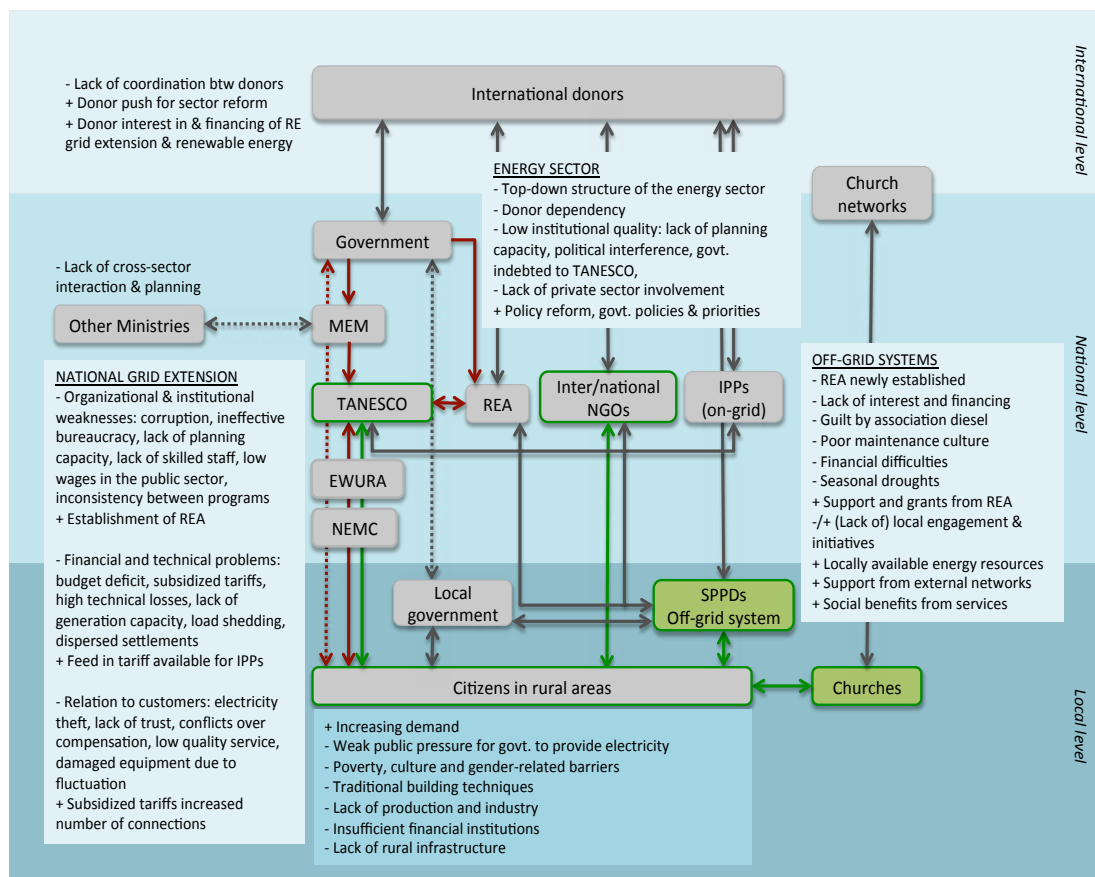 International level
- Lack of coordination btw donors
+ Donor push for sector reform
+ Donor interest in & financing of RE
grid extension & renewable energy
International donors
ENERGY SECTOR
- Top-down structure of the energy sector
- Donor dependency
- Low institutional quality: lack of planning
capacity, political interference, govt.
indebted to TANESCO,
- Lack of private sector involvement
+ Policy reform, govt. policies & priorities
Church
networks
Government
- Lack of cross-sector
interaction & planning
Other Ministries
MEM
National level
NATIONAL GRID EXTENSION
- Organizational & institutional
weaknesses: corruption, ineffective
bureaucracy, lack of planning
capacity, lack of skilled staff, low
wages in the public sector,
inconsistency between programs
+ Establishment of REA
- Financial and technical problems:
budget deficit, subsidized tariffs,
high technical losses, lack of
generation capacity, load shedding,
dispersed settlements
+ Feed in tariff available for IPPs
- Relation to customers: electricity
theft, lack of trust, conflicts over
compensation, low quality service,
damaged equipment due to
fluctuation
+ Subsidized tariffs increased
number of connections
TANESCO
REA
Inter/national
NGOs
IPPs
(on-grid)
EWURA
NEMC
OFF-GRID SYSTEMS
- REA newly established
- Lack of interest and financing
- Guilt by association diesel
- Poor maintenance culture
- Financial difficulties
- Seasonal droughts
+ Support and grants from REA
-/+ (Lack of) local engagement &
initiatives
+ Locally available energy resources
+ Support from external networks
+ Social benefits from services
Local
government
SPPDs
Off-grid system
Citizens in rural areas
Churches
Local level
+ Increasing demand
- Weak public pressure for govt. to provide electricity
- Poverty, culture and gender-related barriers
- Traditional building techniques
- Lack of production and industry
- Insufficient financial institutions
- Lack of rural infrastructure